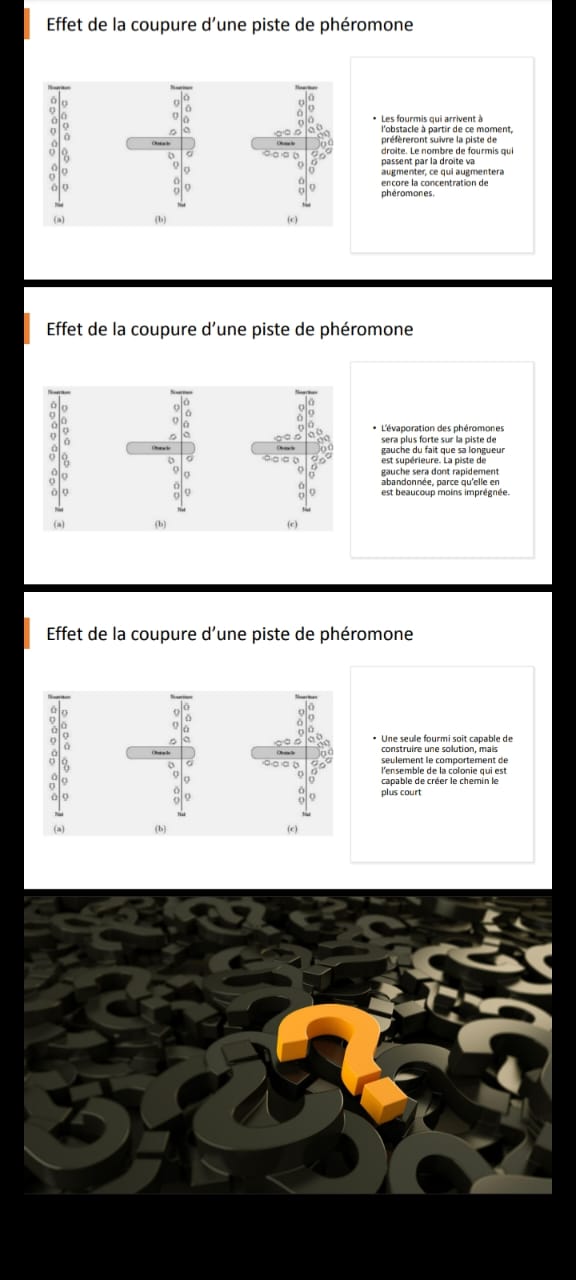 Effet de la coupure d'une piste de phéromone
Nourriture Nourriture Nourriture
Obstacle Obstacle
Nid Nid Nid
(a) (b) (c)
• Les fourmis qui arrivent à
l'obstacle à partir de ce moment,
préfèreront suivre la piste de
droite. Le nombre de fourmis qui
passent par la droite va
augmenter, ce qui augmentera
encore la concentration de
phéromones.
Effet de la coupure d'une piste de phéromone
Nourriture Nourriture Nourriture
Obstacle Obstacle
Nid Nid Nid
(a) (b) (c)
• L'évaporation des phéromones
sera plus forte sur la piste de
gauche du fait que sa longueur
est supérieure. La piste de
gauche sera dont rapidement
abandonnée, parce qu'elle en
est beaucoup moins imprégnée.
Effet de la coupure d'une piste de phéromone
Nourriture Nourriture Nourriture
Obstacle Obstacle
Nid Nid Nid
(a) (b) (c)
• Une seule fourmi soit capable de
construire une solution, mais
seulement le comportement de
l'ensemble de la colonie qui est
capable de créer le chemin le
plus court